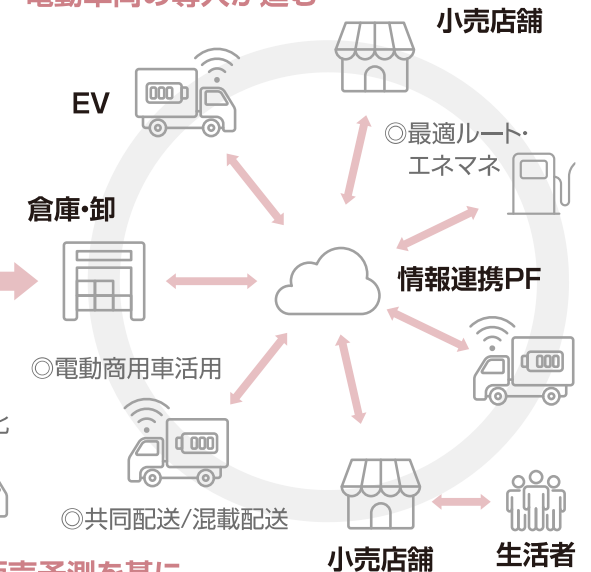 小売店舗
EV
◎最適ルート・
エネマネ
倉庫・卸
情報連携PF
◎電動商用車活用
◎共同配送/混載配送
小売店舗
生活者